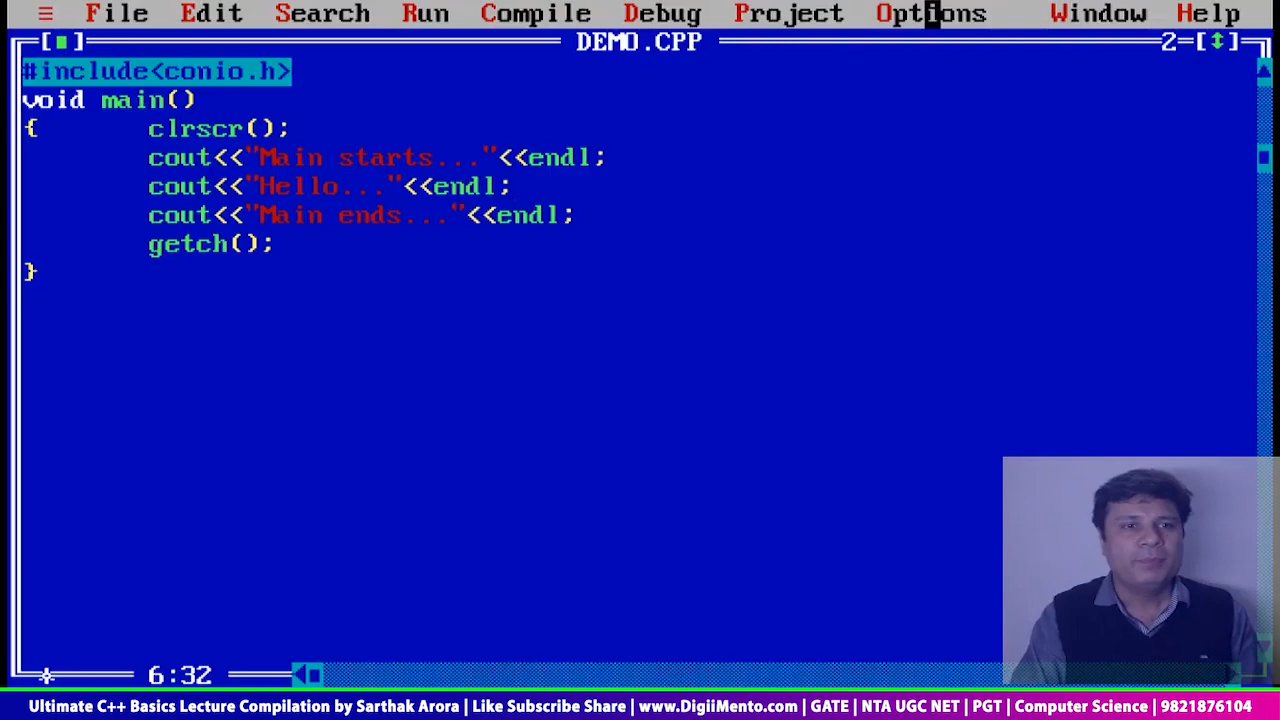 ≡ File Edit Search Run Compile Debug Project Options Window Help
[■] DEMO.CPP 2=[↕]
#include<conio.h>
void main()
{ clrscr();
cout<<"Main starts..."<<endl;
cout<<"Hello..."<<endl;
cout<<"Main ends..."<<endl;
getch();
}
6:32
Ultimate C++ Basics Lecture Compilation by Sarthak Arora | Like Subscribe Share | www.DigiiMento.com | GATE | NTA UGC NET | PGT | Computer Science | 9821876104